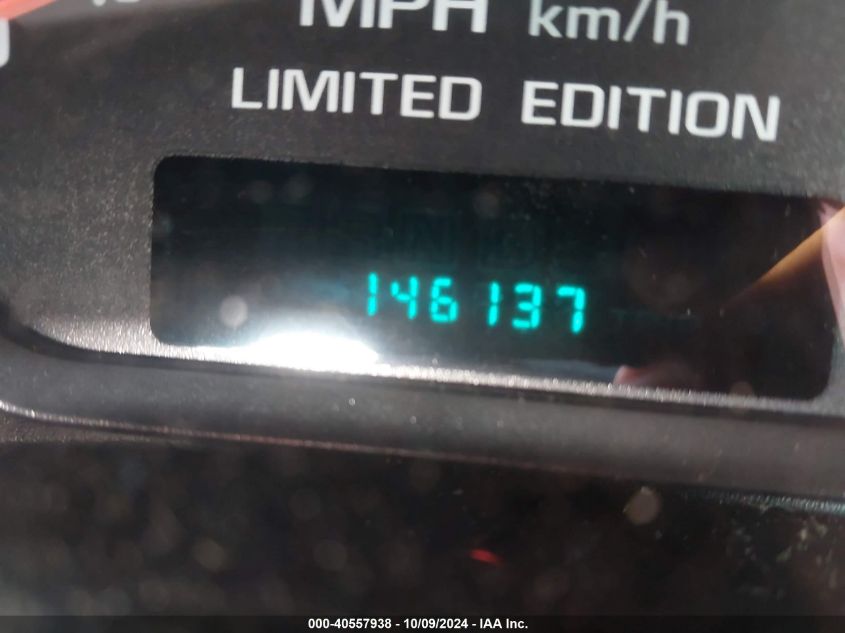 MPH km/h
LIMITED EDITION
146137
000-40557938 - 10/09/2024 - IAA Inc.